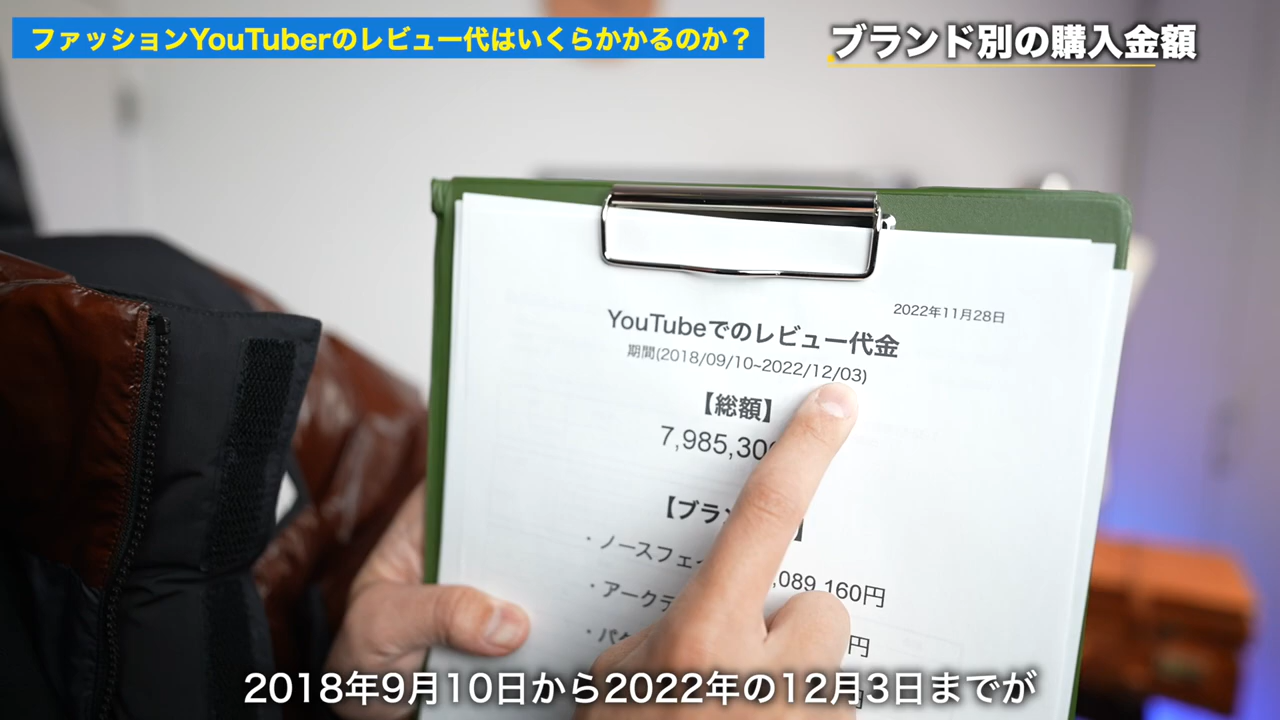 ファッションYouTuberのレビュー代はいくらかかるのか？
ブランド別の購入金額
2022年11月28日
YouTubeでのレビュー代金
期間(2018/09/10~2022/12/03)
【総額】
7,985,30
【ブラ
・ノースフェ ,089,160円
・アークテ 円
・パタ
2018年9月10日から2022年の12月3日までが